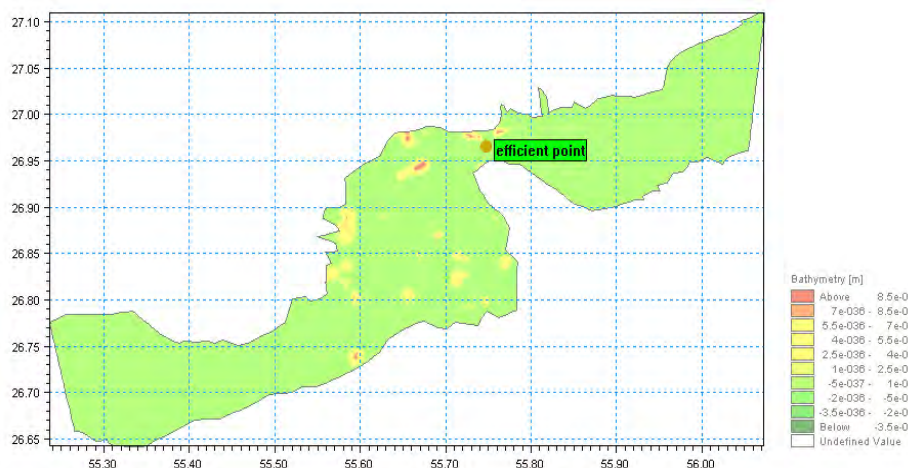 27.10
27.05
27.00
26.95
efficient point
26.90
26.85
26.80
26.75
26.70
26.65
55.30 55.40 55.50 55.60 55.70 55.80 55.90 56.00
Bathymetry [m]
Above 8.5e-0
7e-036 - 8.5e-0
5.5e-036 - 7e-0
4e-036 - 5.5e-0
2.5e-036 - 4e-0
1e-036 - 2.5e-0
-5e-037 - 1e-0
-2e-036 - -5e-0
-3.5e-036 - -2e-0
Below -3.5e-0
Undefined Value